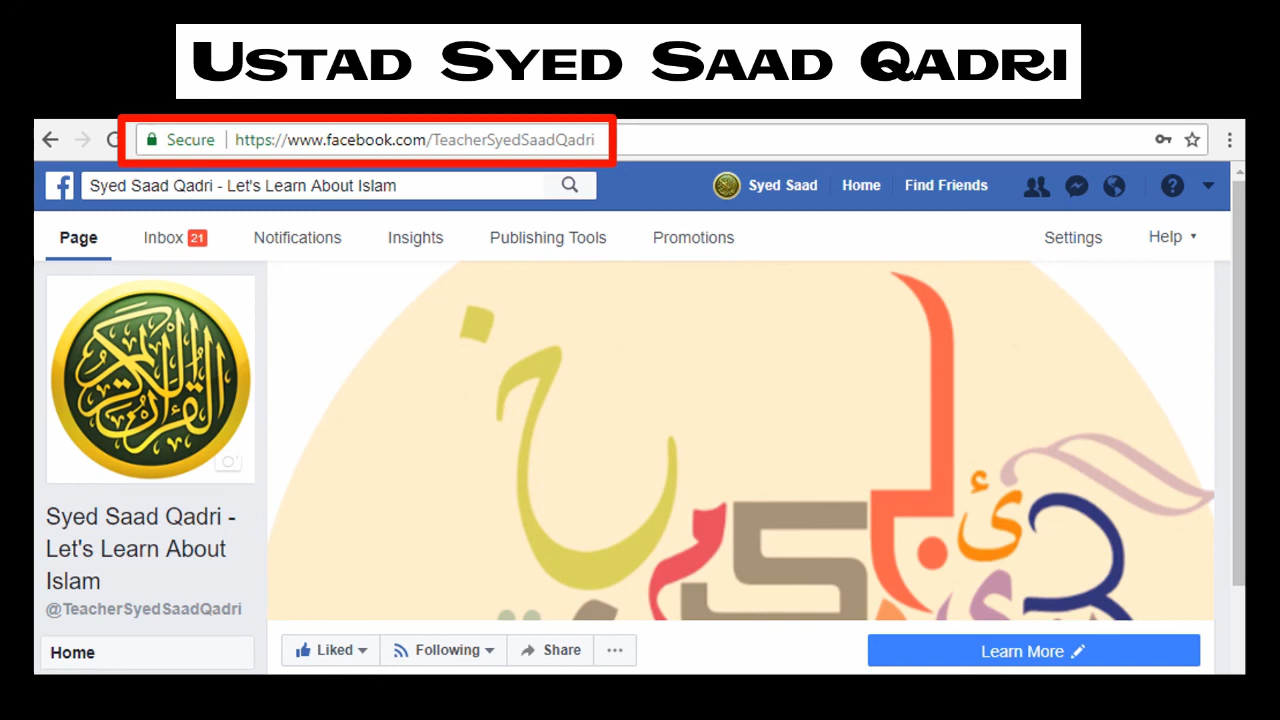 Ustad Syed Saad Qadri
Secure | https://www.facebook.com/TeacherSyedSaadQadri
f Syed Saad Qadri - Let's Learn About Islam Syed Saad Home Find Friends ?
Page Inbox 21 Notifications Insights Publishing Tools Promotions Settings Help
القرآن الكريم
Syed Saad Qadri -
Let's Learn About
Islam
@TeacherSyedSaadQadri
Home
Liked Following Share ... Learn More